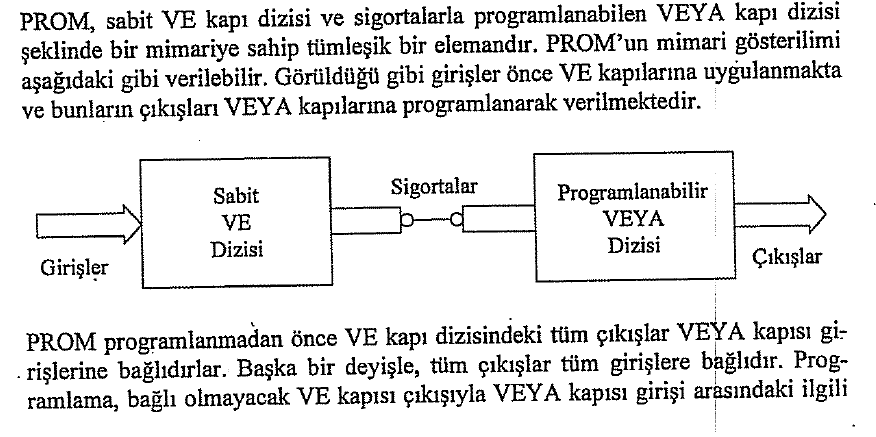 PROM, sabit VE kapı dizisi ve sigortalarla programlanabilen VEYA kapı dizisi
şeklinde bir mimariye sahip tümleşik bir elemandır. PROM'un mimari gösterilimi
aşağıdaki gibi verilebilir. Görüldüğü gibi girişler önce VE kapılarına uygulanmakta
ve bunların çıkışları VEYA kapılarına programlanarak verilmektedir.
Girişler
Sabit
VE
Dizisi
Sigortalar
Programlanabilir
VEYA
Dizisi
Çıkışlar
PROM programlanmadan önce VE kapı dizisindeki tüm çıkışlar VEYA kapısı gi-
rişlerine bağlıdırlar. Başka bir deyişle, tüm çıkışlar tüm girişlere bağlıdır. Prog-
ramlama, bağlı olmayacak VE kapısı çıkışıyla VEYA kapısı girişi arasındaki ilgili